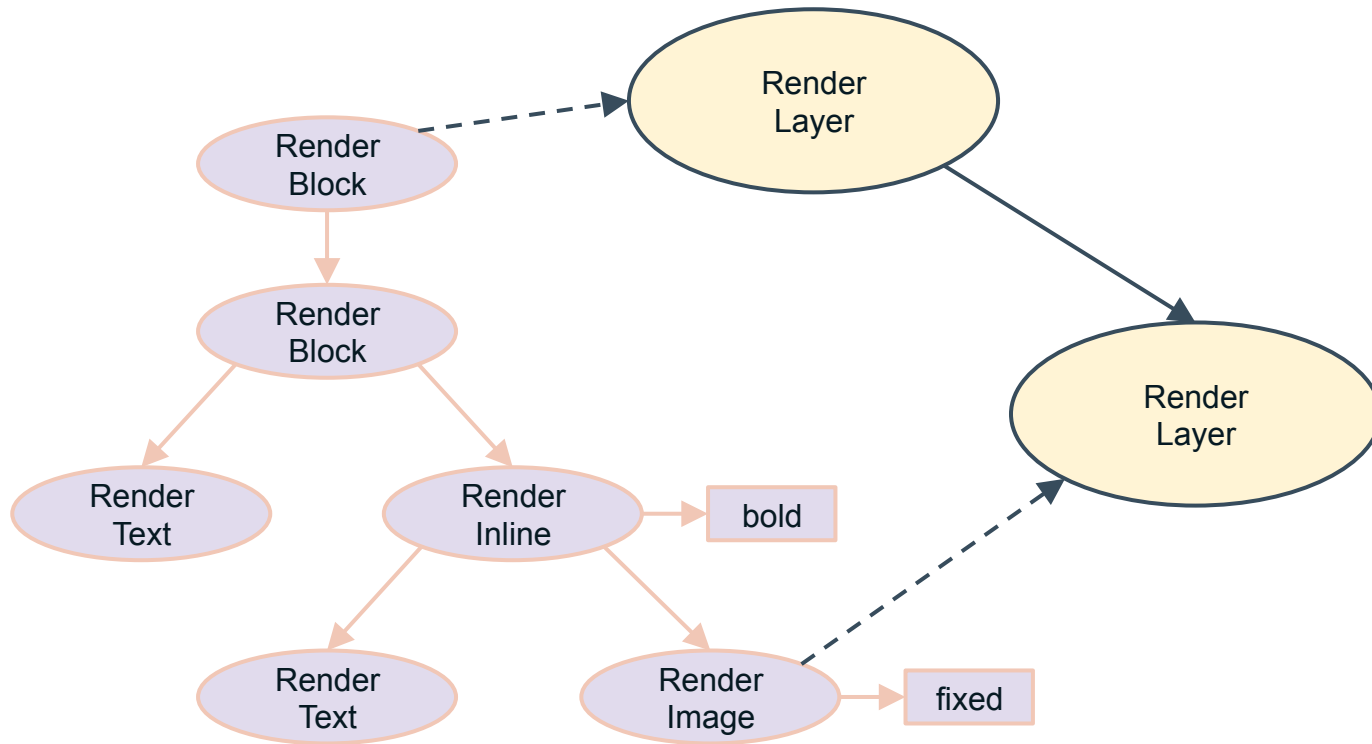 Render
Layer
Render
Block
Render
Block
Render
Layer
Render
Text
Render
Inline
bold
Render
Text
Render
Image
fixed